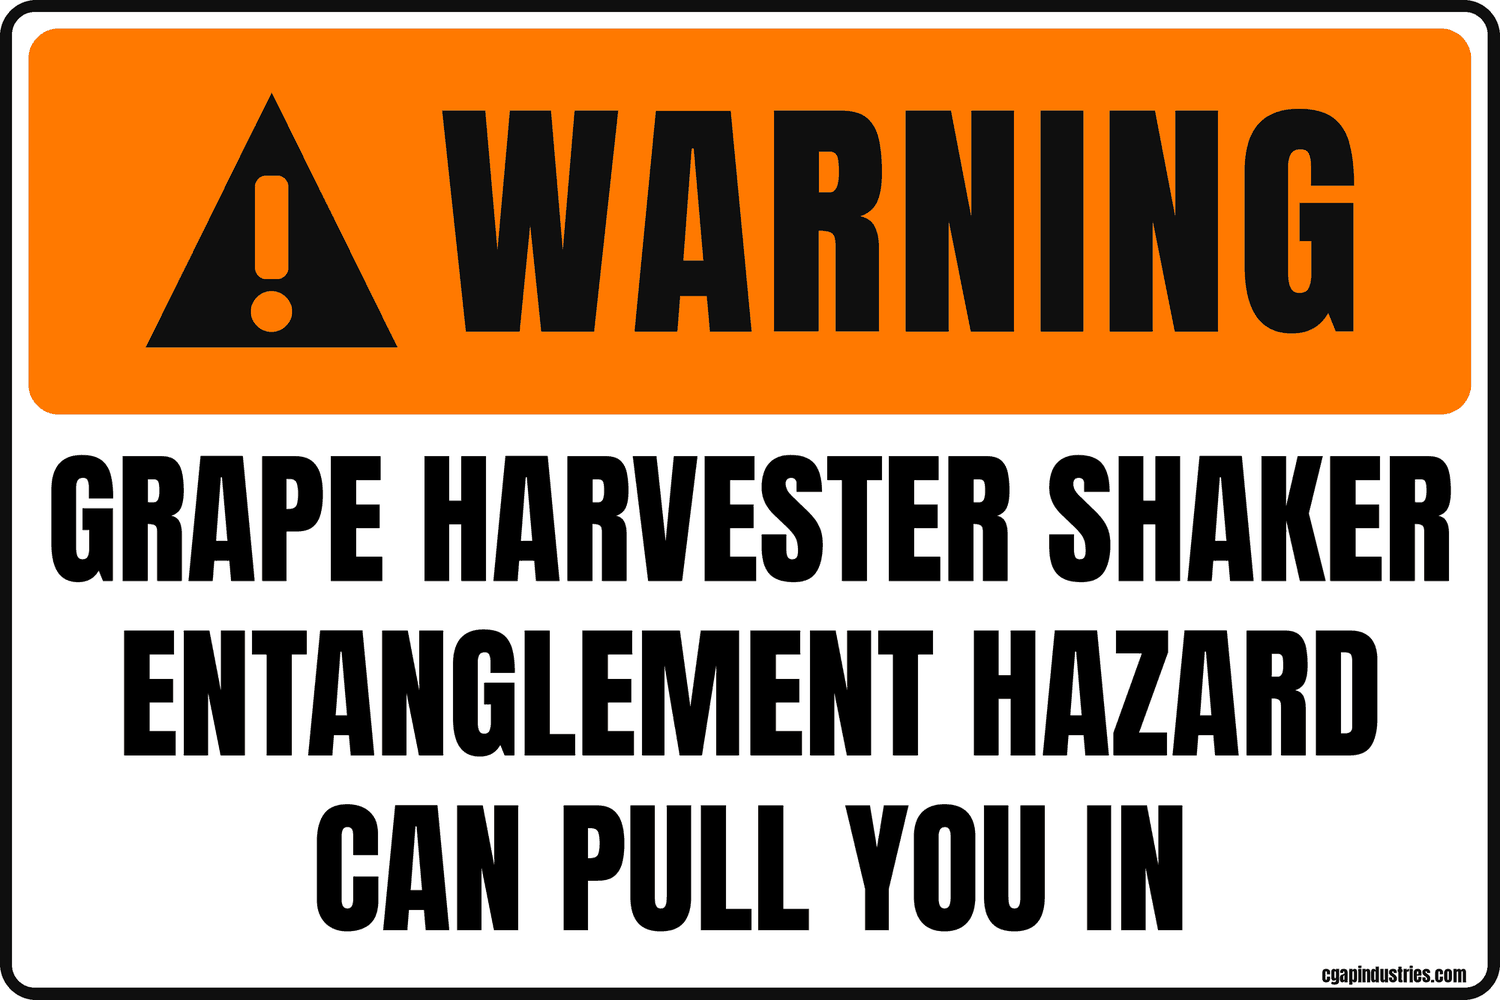 WARNING
GRAPE HARVESTER SHAKER
ENTANGLEMENT HAZARD
CAN PULL YOU IN
cgapindustries.com